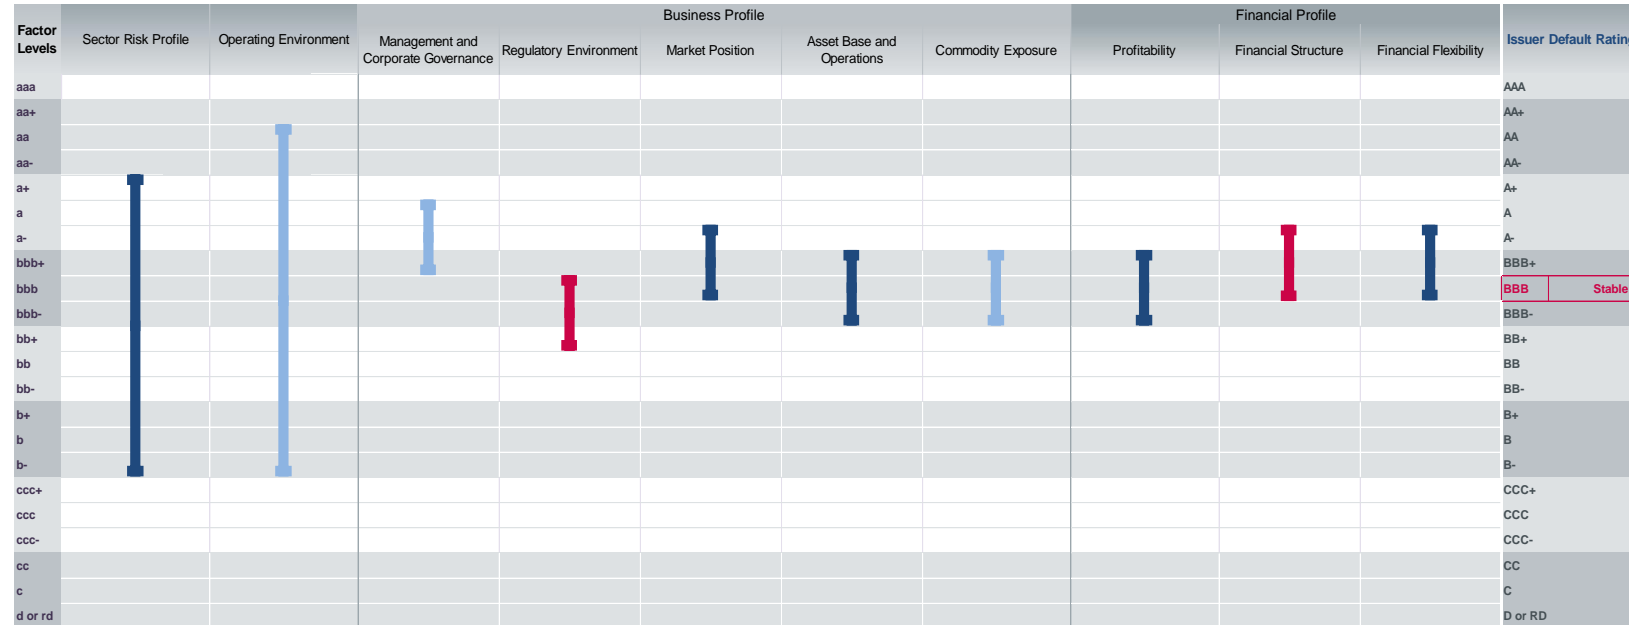 Business Profile
Financial Profile
Factor
Levels
Sector Risk Profile
Operating Environment
Management and
Corporate Governance
Regulatory Environment
Market Position
Asset Base and
Operations
Commodity Exposure
Profitability
Financial Structure
Financial Flexibility
Issuer Default Rating
aaa AAA
aa+ AA+
aa AA
aa- AA-
a+ A+
a A
a- A-
bbb+ BBB+
bbb BBB Stable
bbb- BBB-
bb+ BB+
bb BB
bb- BB-
b+ B+
b B
b- B-
ccc+ CCC+
ccc CCC
ccc- CCC-
cc CC
c C
d or rd D or RD